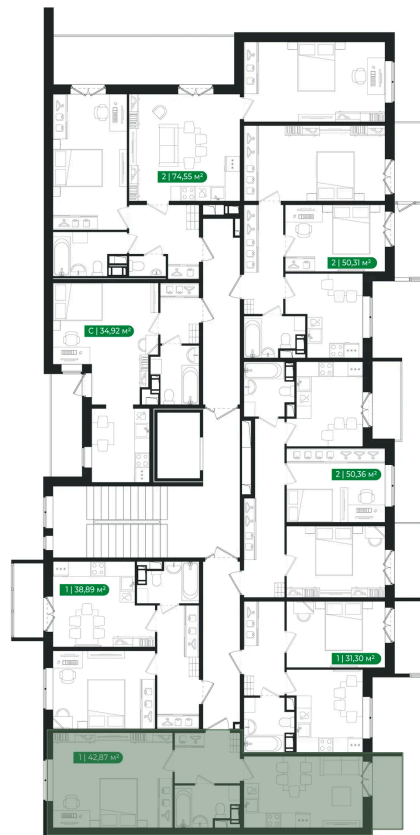 2 | 74,55 м²
2 | 50,31 м²
С | 34,92 м²
2 | 50,36 м²
1 | 38,89 м²
1 | 31,30 м²
1 | 42,87 м²